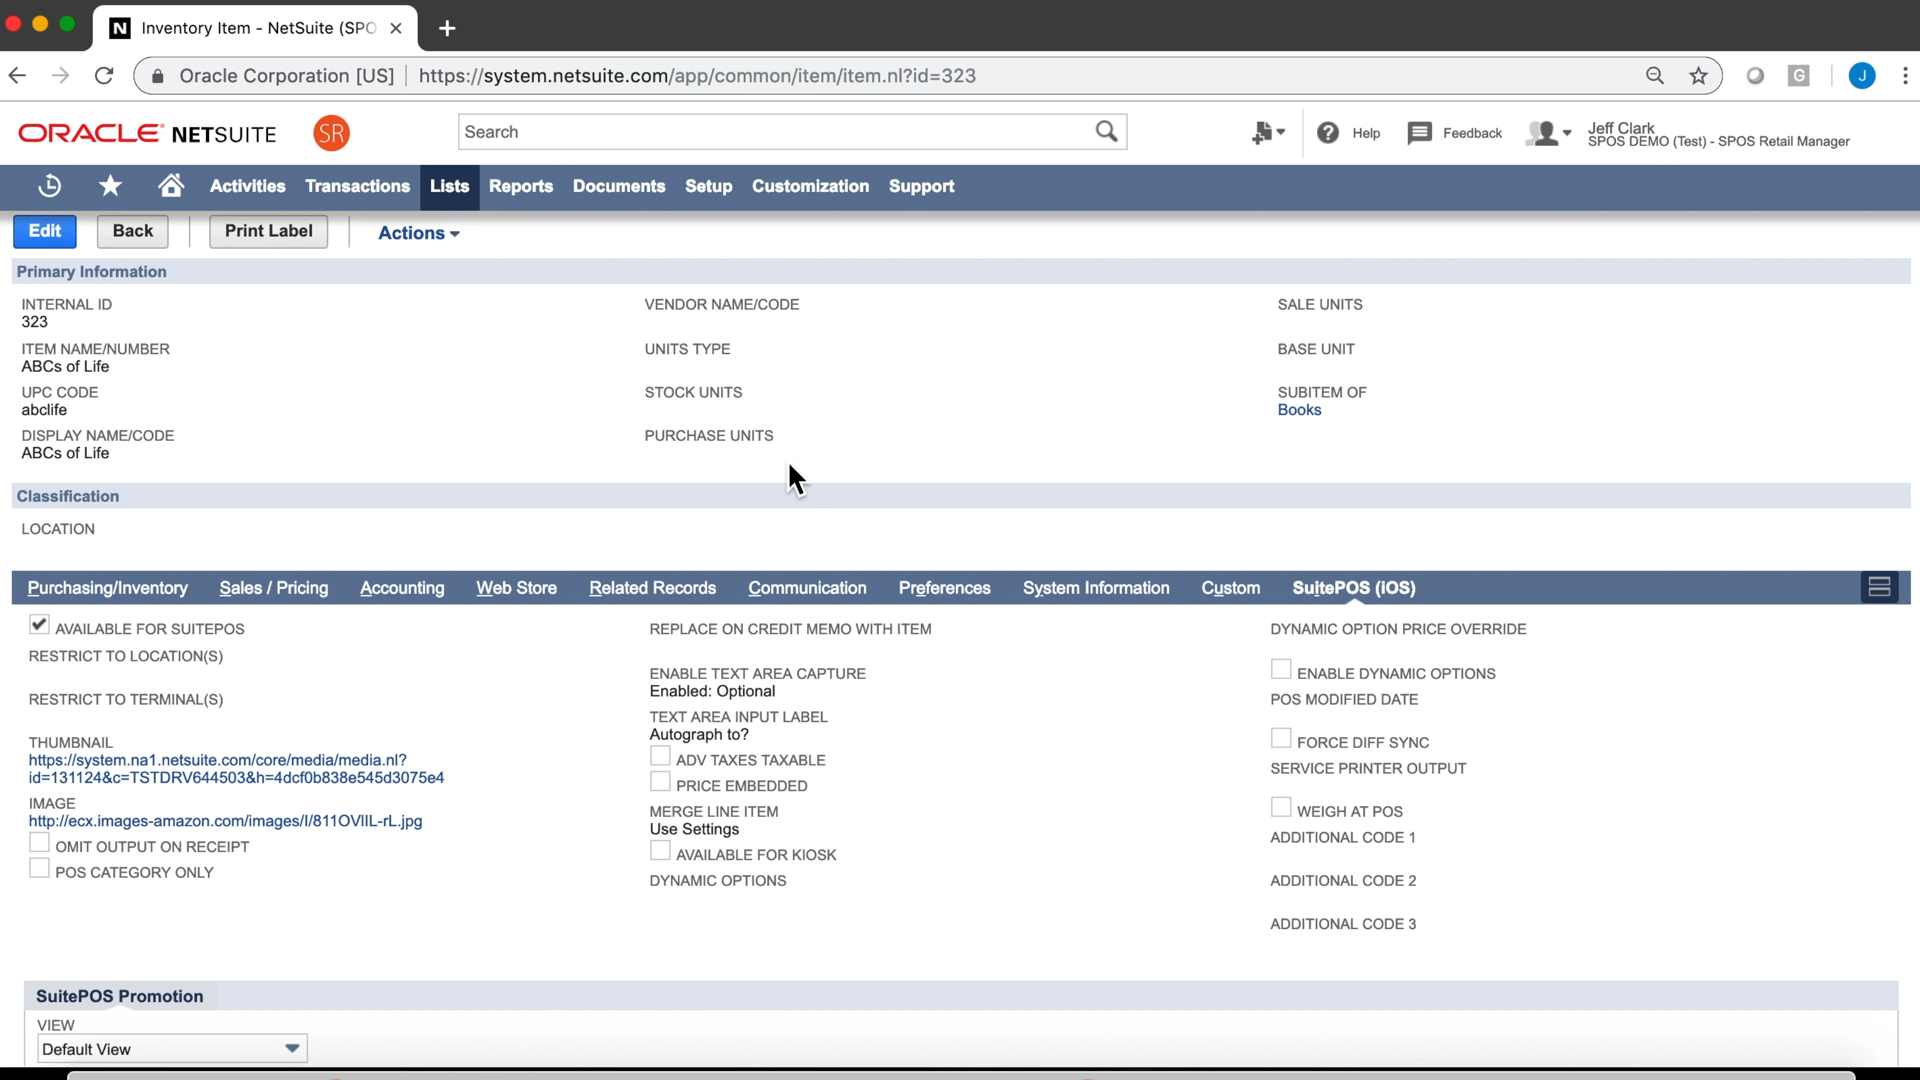 N Inventory Item - NetSuite (SPO
Oracle Corporation [US] https://system.netsuite.com/app/common/item/item.nl?id=323
G
J
ORACLE NETSUITE SR
Search
Help
Feedback
Jeff Clark
SPOS DEMO (Test) - SPOS Retail Manager
Activities Transactions Lists Reports Documents Setup Customization Support
Edit Back Print Label Actions
Primary Information
INTERNAL ID
323
ITEM NAME/NUMBER
ABCs of Life
UPC CODE
abclife
DISPLAY NAME/CODE
ABCs of Life
VENDOR NAME/CODE
UNITS TYPE
STOCK UNITS
PURCHASE UNITS
SALE UNITS
BASE UNIT
SUBITEM OF
Books
Classification
LOCATION
Purchasing/Inventory Sales / Pricing Accounting Web Store Related Records Communication Preferences System Information Custom SuitePOS (iOS)
AVAILABLE FOR SUITEPOS
RESTRICT TO LOCATION(S)
RESTRICT TO TERMINAL(S)
THUMBNAIL
https://system.na1.netsuite.com/core/media/media.nl?
id=131124&c=TSTDRV644503&h=4dcf0b838e545d3075e4
IMAGE
http://ecx.images-amazon.com/images/I/811OVIIL-rL.jpg
OMIT OUTPUT ON RECEIPT
POS CATEGORY ONLY
REPLACE ON CREDIT MEMO WITH ITEM
ENABLE TEXT AREA CAPTURE
Enabled: Optional
TEXT AREA INPUT LABEL
Autograph to?
ADV TAXES TAXABLE
PRICE EMBEDDED
MERGE LINE ITEM
Use Settings
AVAILABLE FOR KIOSK
DYNAMIC OPTIONS
DYNAMIC OPTION PRICE OVERRIDE
ENABLE DYNAMIC OPTIONS
POS MODIFIED DATE
FORCE DIFF SYNC
SERVICE PRINTER OUTPUT
WEIGH AT POS
ADDITIONAL CODE 1
ADDITIONAL CODE 2
ADDITIONAL CODE 3
SuitePOS Promotion
VIEW
Default View